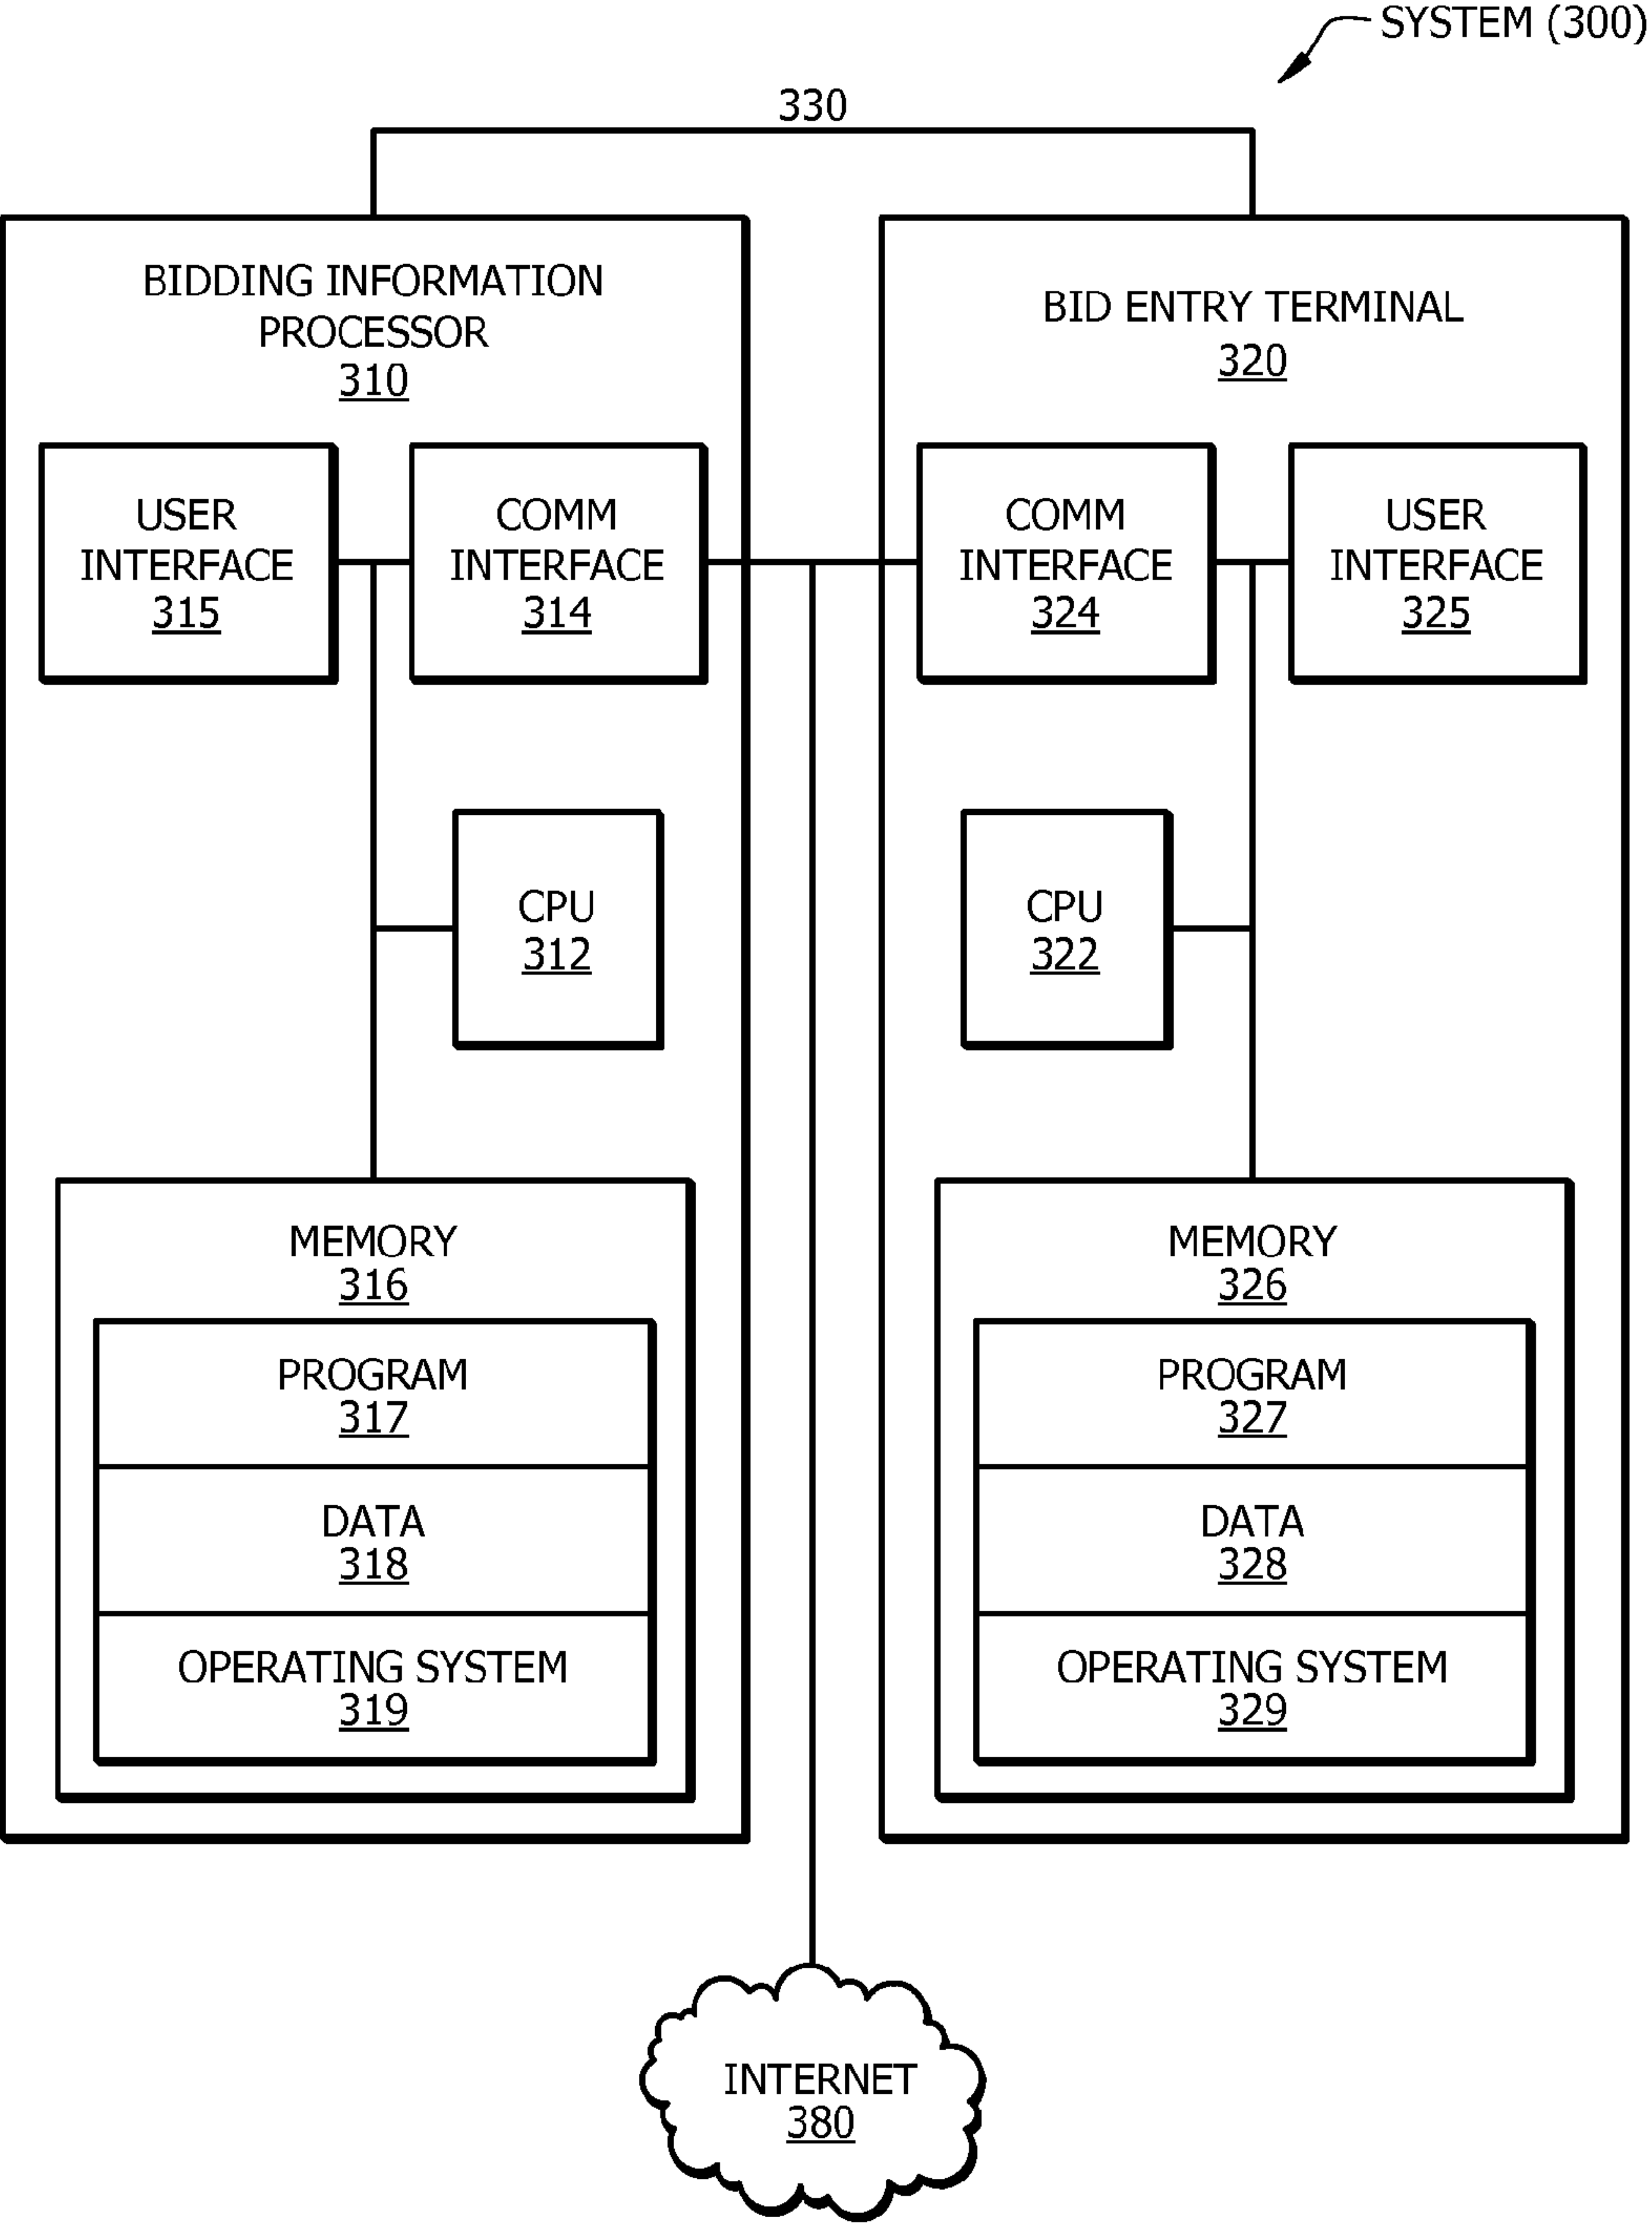 SYSTEM (300)
330
BIDDING INFORMATION
PROCESSOR
310
BID ENTRY TERMINAL
320
USER
INTERFACE
315
COMM
INTERFACE
314
COMM
INTERFACE
324
USER
INTERFACE
325
CPU
312
CPU
322
MEMORY
316
PROGRAM
317
DATA
318
OPERATING SYSTEM
319
MEMORY
326
PROGRAM
327
DATA
328
OPERATING SYSTEM
329
INTERNET
380